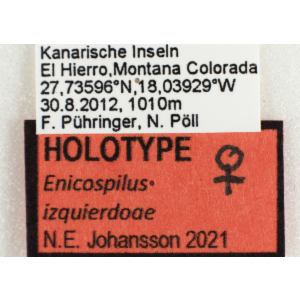 Kanarische Inseln
El Hierro,Montana Colorada
27,73596°N,18,03929°W
30.8.2012, 1010m
F. Pühringer, N. Pöll
HOLOTYPE ♀
Enicospilus
izquierdoae
N.E. Johansson 2021